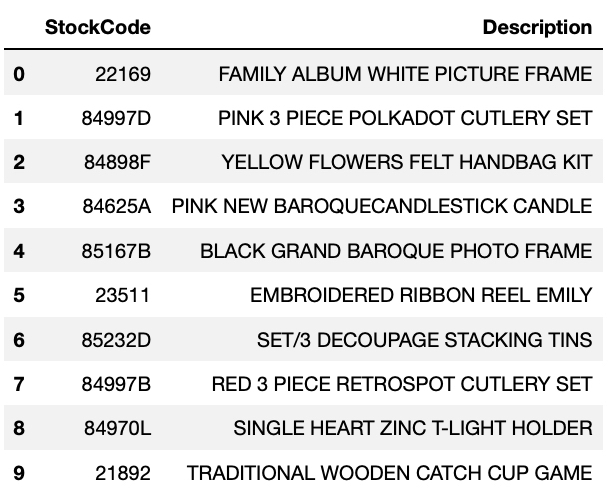 StockCode Description
0 22169 FAMILY ALBUM WHITE PICTURE FRAME
1 84997D PINK 3 PIECE POLKADOT CUTLERY SET
2 84898F YELLOW FLOWERS FELT HANDBAG KIT
3 84625A PINK NEW BAROQUECANDLESTICK CANDLE
4 85167B BLACK GRAND BAROQUE PHOTO FRAME
5 23511 EMBROIDERED RIBBON REEL EMILY
6 85232D SET/3 DECOUPAGE STACKING TINS
7 84997B RED 3 PIECE RETROSPOT CUTLERY SET
8 84970L SINGLE HEART ZINC T-LIGHT HOLDER
9 21892 TRADITIONAL WOODEN CATCH CUP GAME